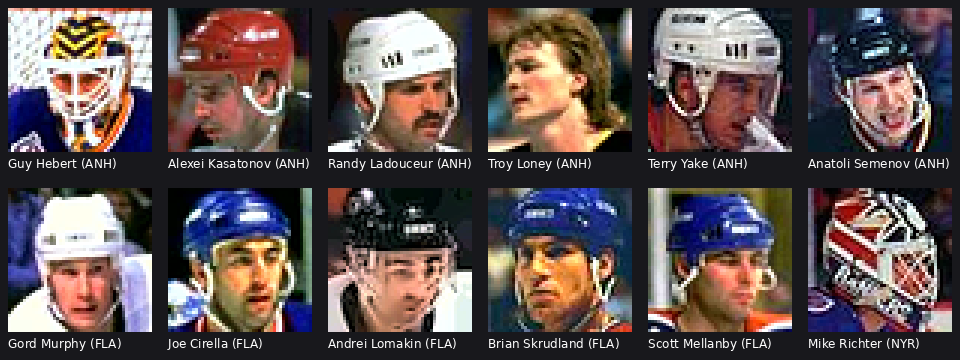 Guy Hebert (ANH)
Alexei Kasatonov (ANH)
Randy Ladouceur (ANH)
Troy Loney (ANH)
Terry Yake (ANH)
Anatoli Semenov (ANH)
Gord Murphy (FLA)
Joe Cirella (FLA)
Andrei Lomakin (FLA)
Brian Skrudland (FLA)
Scott Mellanby (FLA)
Mike Richter (NYR)